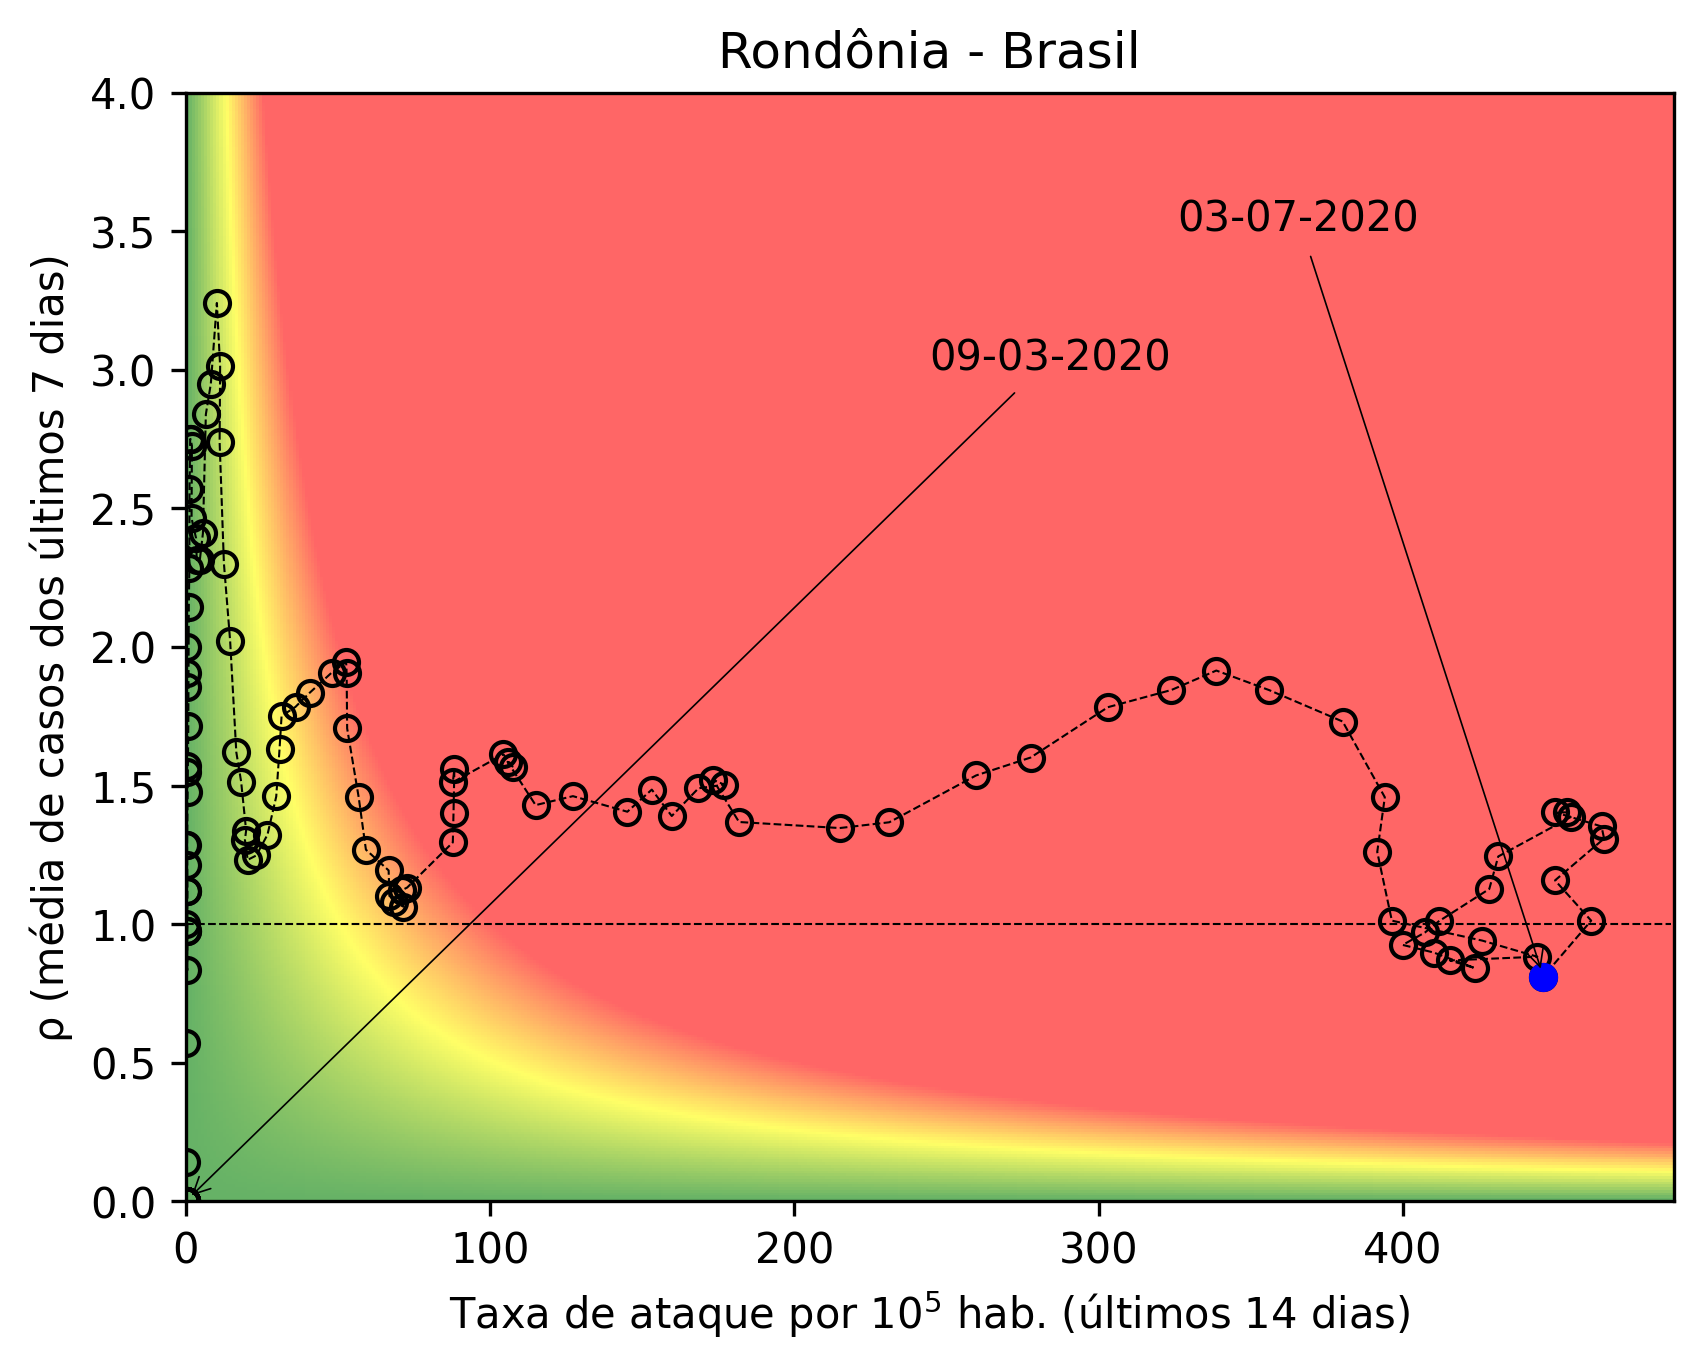 Rondônia - Brasil
4.0
3.5
3.0
2.5
2.0
1.5
1.0
0.5
0.0
ρ (média de casos dos últimos 7 dias)
03-07-2020
09-03-2020
0 100 200 300 400
Taxa de ataque por 10⁵ hab. (últimos 14 dias)